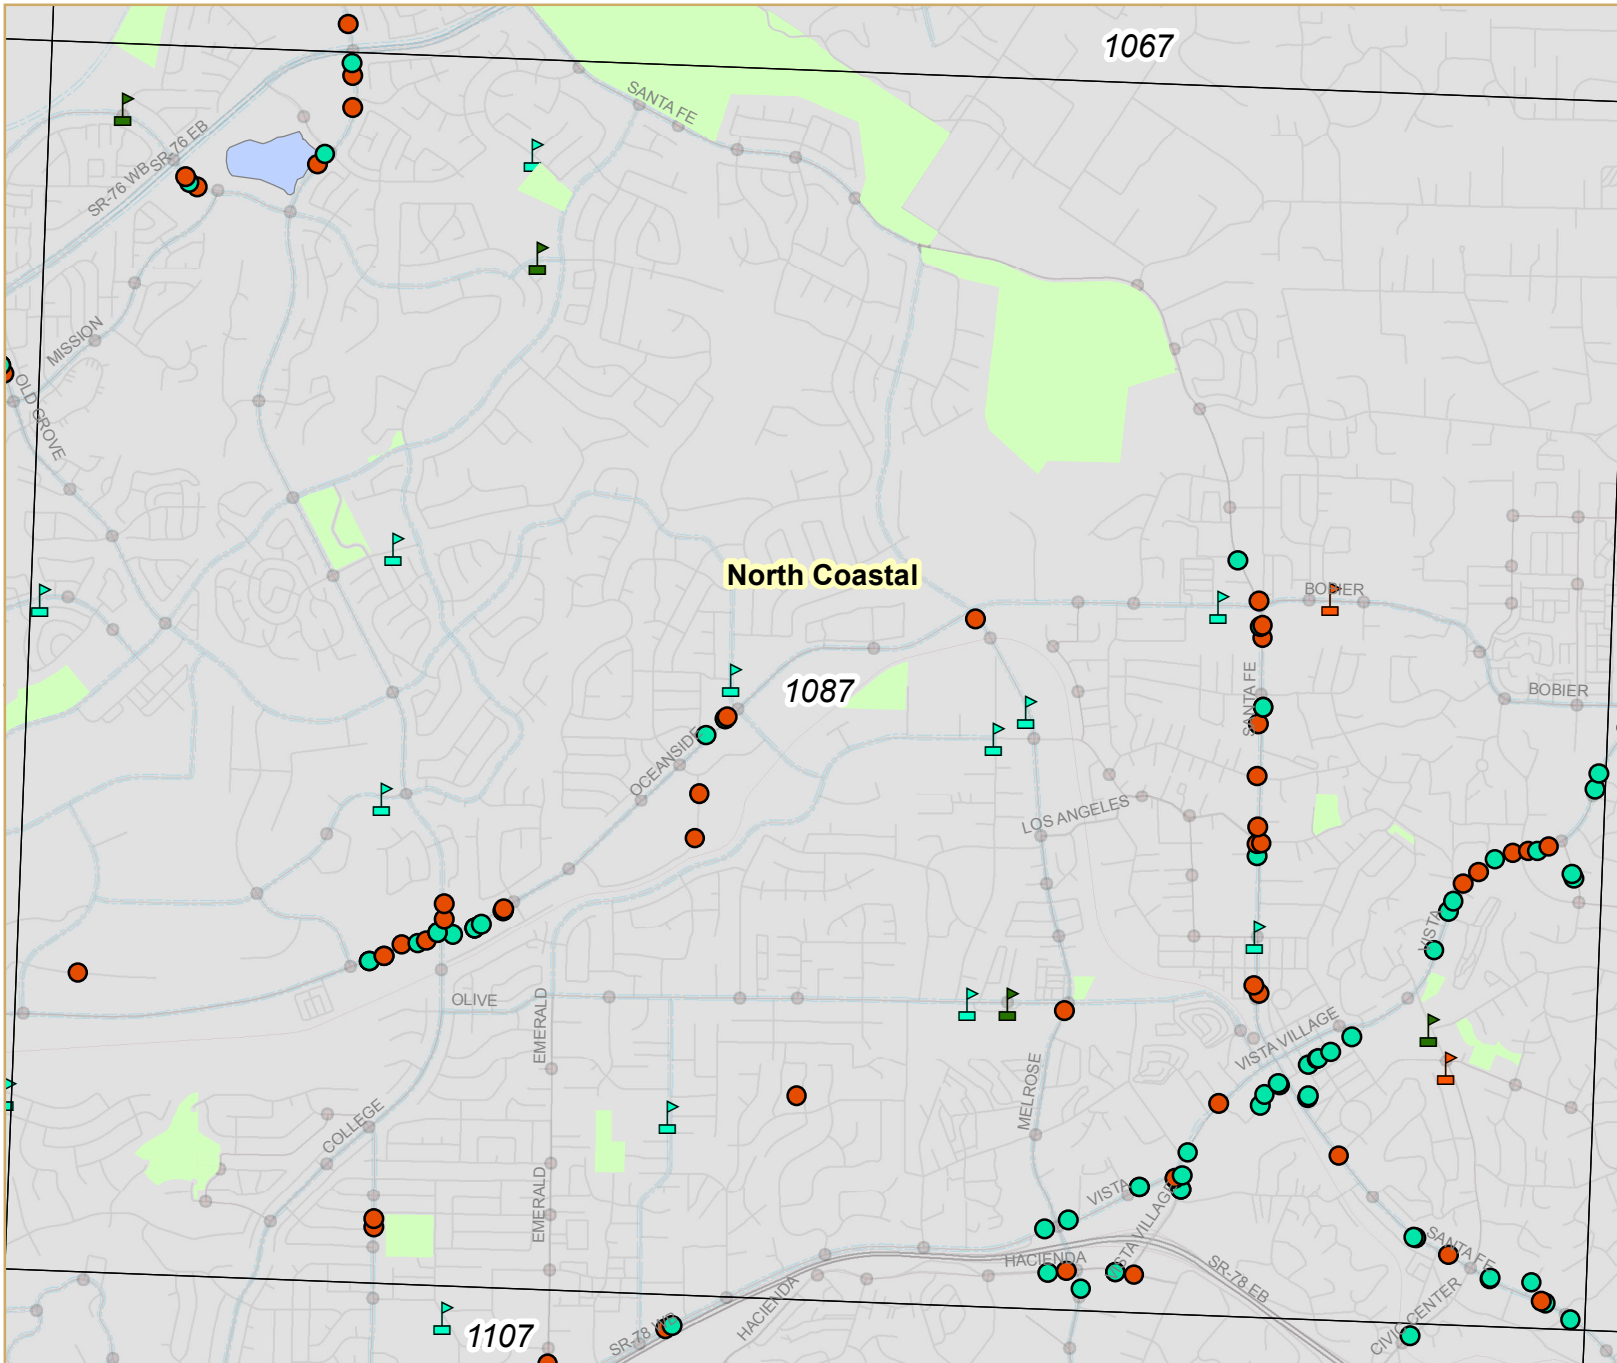 1067
SANTA FE
SR-76 EB
SR-76 WB
MISSION
OLD GROVE
North Coastal
BOBIER
1087
BOBIER
SANTA FE
OCEANSIDE
LOS ANGELES
VISTA
OLIVE
EMERALD
VISTA VILLAGE
MELROSE
COLLEGE
EMERALD
VISTA
VISTA VILLAGE
HACIENDA
SANTA FE
SR-78 EB
HACIENDA
CIVIC CENTER
1107
SR-78 WB